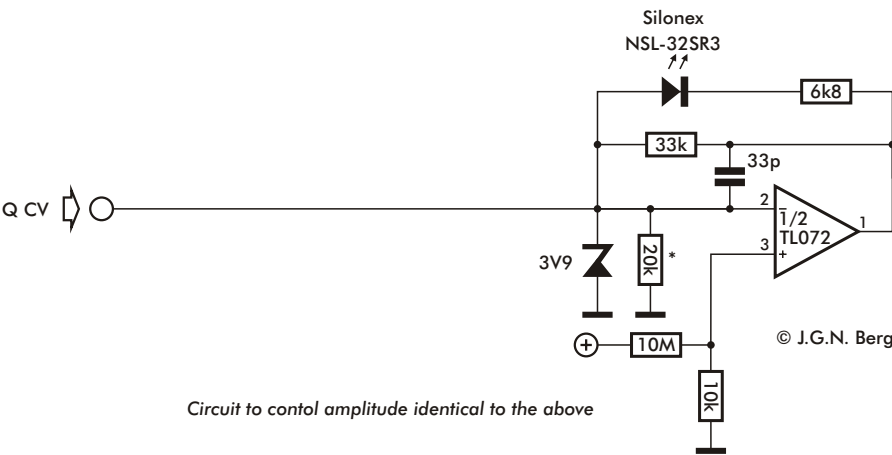 Silonex
NSL-32SR3
6k8
33k
33p
Q CV
2
1/2
TL072
1
3V9
20k
*
3
10M
© J.G.N. Berg
10k
Circuit to contol amplitude identical to the above